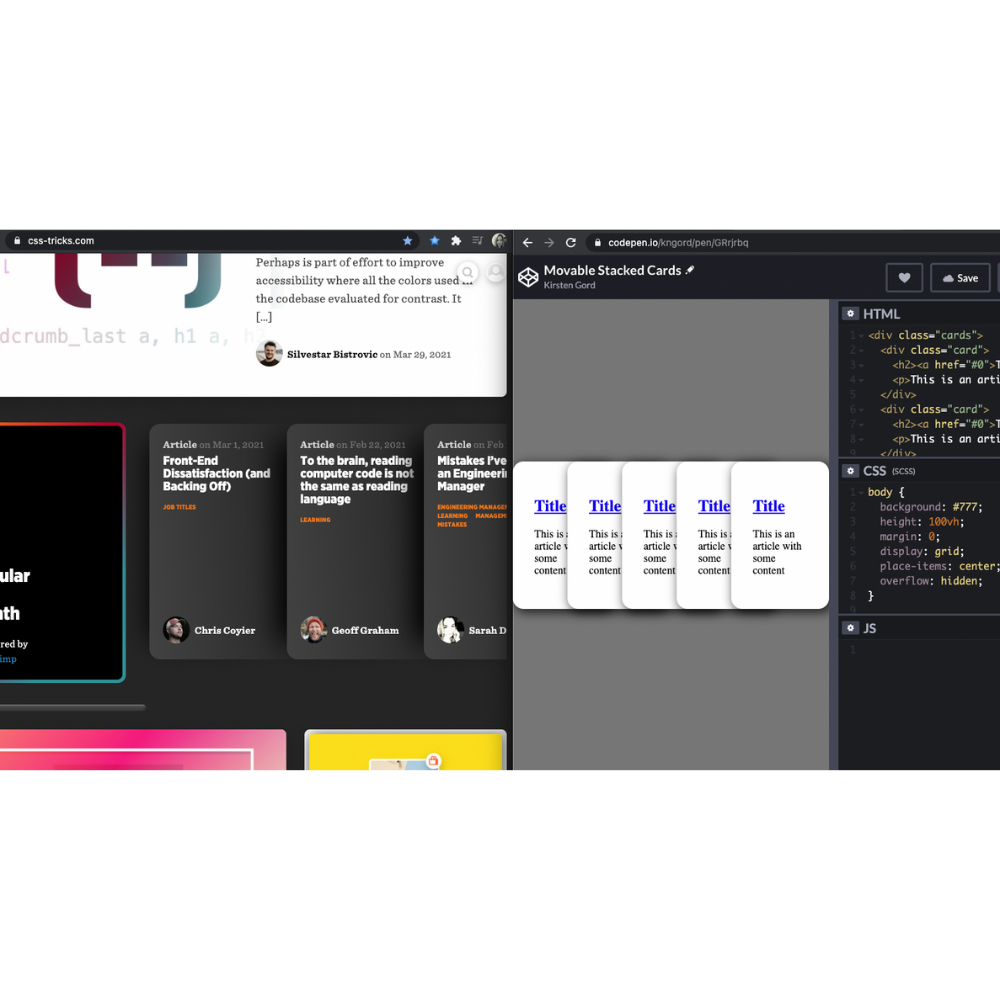 css-tricks.com
{ }
dcrumb_last a, h1 a, h
Perhaps is part of effort to improve
accessibility where all the colors used in
the codebase evaluated for contrast. It
[…]
Silvestar Bistrovic on Mar 29, 2021
ular
th
red by
imp
Article on Mar 1, 2021
Front-End
Dissatisfaction (and
Backing Off)
JOB TITLES
Chris Coyier
Article on Feb 22, 2021
To the brain, reading
computer code is not
the same as reading
language
LEARNING
Geoff Graham
Article on Feb
Mistakes I've
an Engineeri
Manager
ENGINEERING MANAGE
LEARNING MANAGEM
MISTAKES
Sarah D
codepen.io/kngord/pen/GRrjrbq
Movable Stacked Cards
Kirsten Gord
Save
Title
This is a
article w
some
content
Title
This is a
article w
some
content
Title
This is a
article w
some
content
Title
This is a
article w
some
content
Title
This is an
article with
some
content
HTML
1 <div class="cards">
2 <div class="card">
3 <h2><a href="#0">T
4 <p>This is an arti
5 </div>
6 <div class="card">
7 <h2><a href="#0">T
8 <p>This is an arti
9 </div>
CSS (SCSS)
1 body {
2 background: #777;
3 height: 100vh;
4 margin: 0;
5 display: grid;
6 place-items: center;
7 overflow: hidden;
8 }
9
JS
1